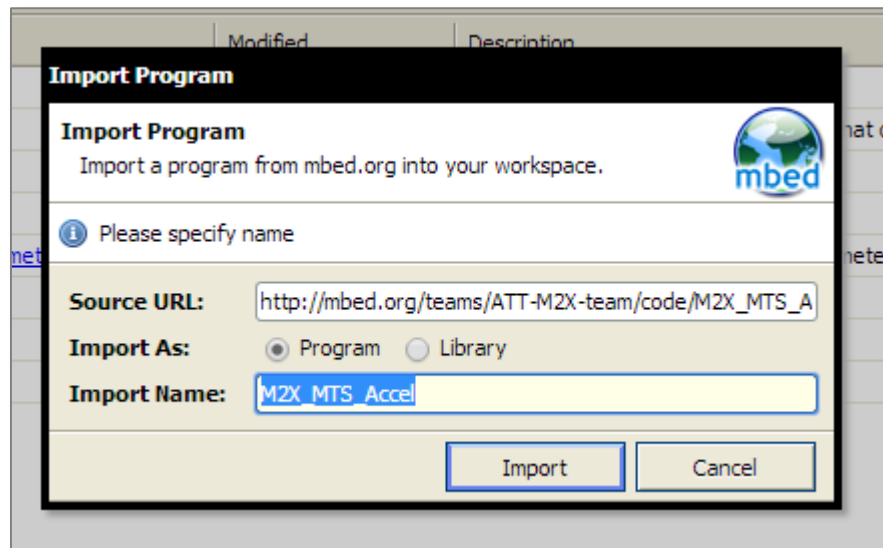 Modified Description
Import Program
Import Program
Import a program from mbed.org into your workspace.
mbed
Please specify name
Source URL: http://mbed.org/teams/ATT-M2X-team/code/M2X_MTS_A
Import As: Program Library
Import Name: M2X_MTS_Accel
Import Cancel